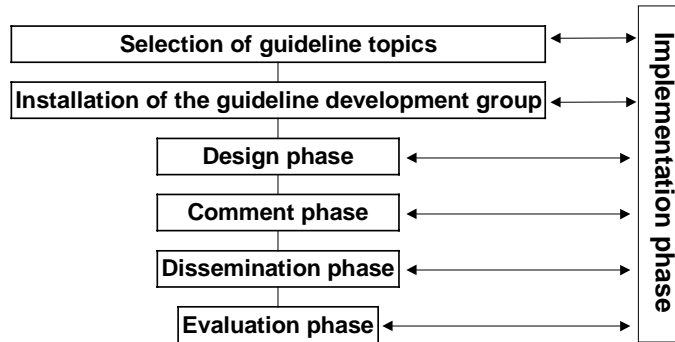 Selection of guideline topics
Installation of the guideline development group
Design phase
Comment phase
Dissemination phase
Evaluation phase
Implementation phase